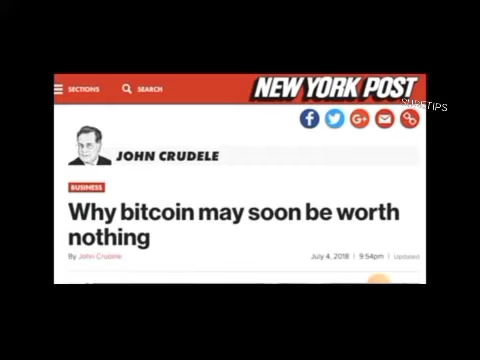 SECTIONS SEARCH NEW YORK POST
JOHN CRUDELE
BUSINESS
Why bitcoin may soon be worth
nothing
By John Crudele July 4, 2018 | 9:54pm | Updated